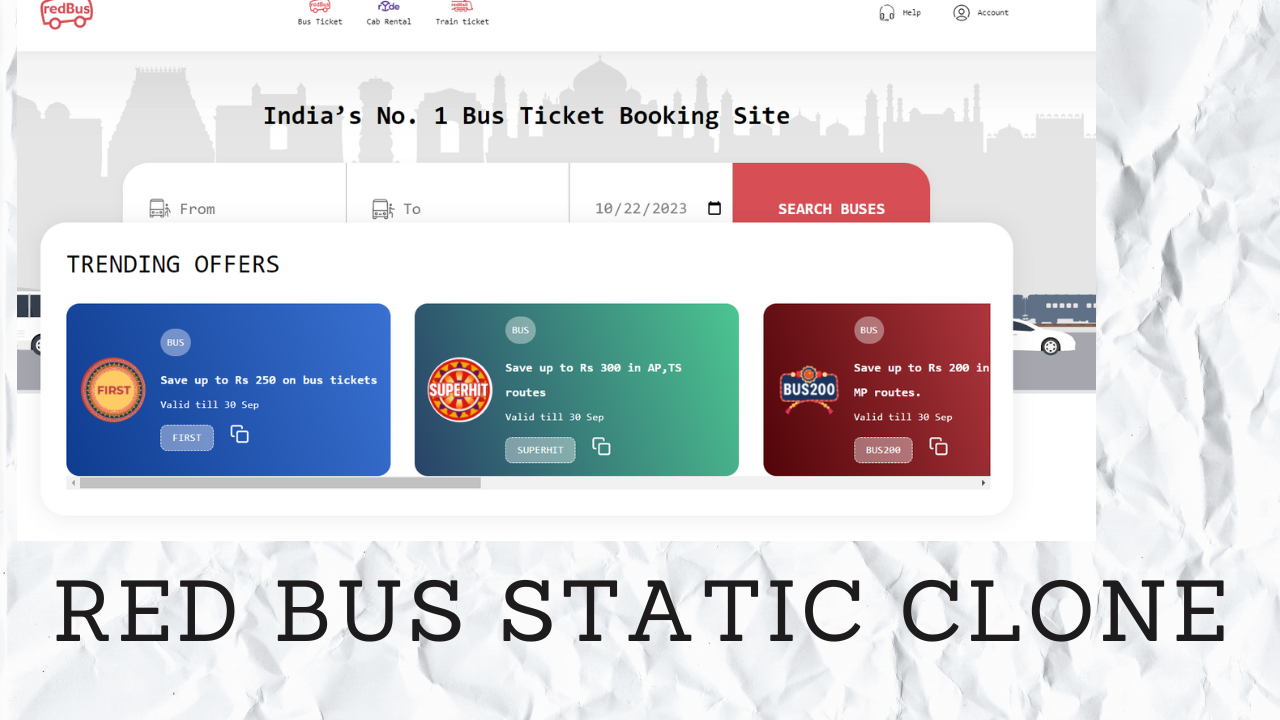 redBus
redBus
Bus Ticket
ryde
Cab Rental
Train ticket
Help
Account
India’s No. 1 Bus Ticket Booking Site
From
To
10/22/2023
SEARCH BUSES
TRENDING OFFERS
BUS
FIRST
Save up to Rs 250 on bus tickets
Valid till 30 Sep
FIRST
BUS
SUPERHIT
Save up to Rs 300 in AP,TS
routes
Valid till 30 Sep
SUPERHIT
BUS
BUS200
Save up to Rs 200 in
MP routes.
Valid till 30 Sep
BUS200
RED BUS STATIC CLONE